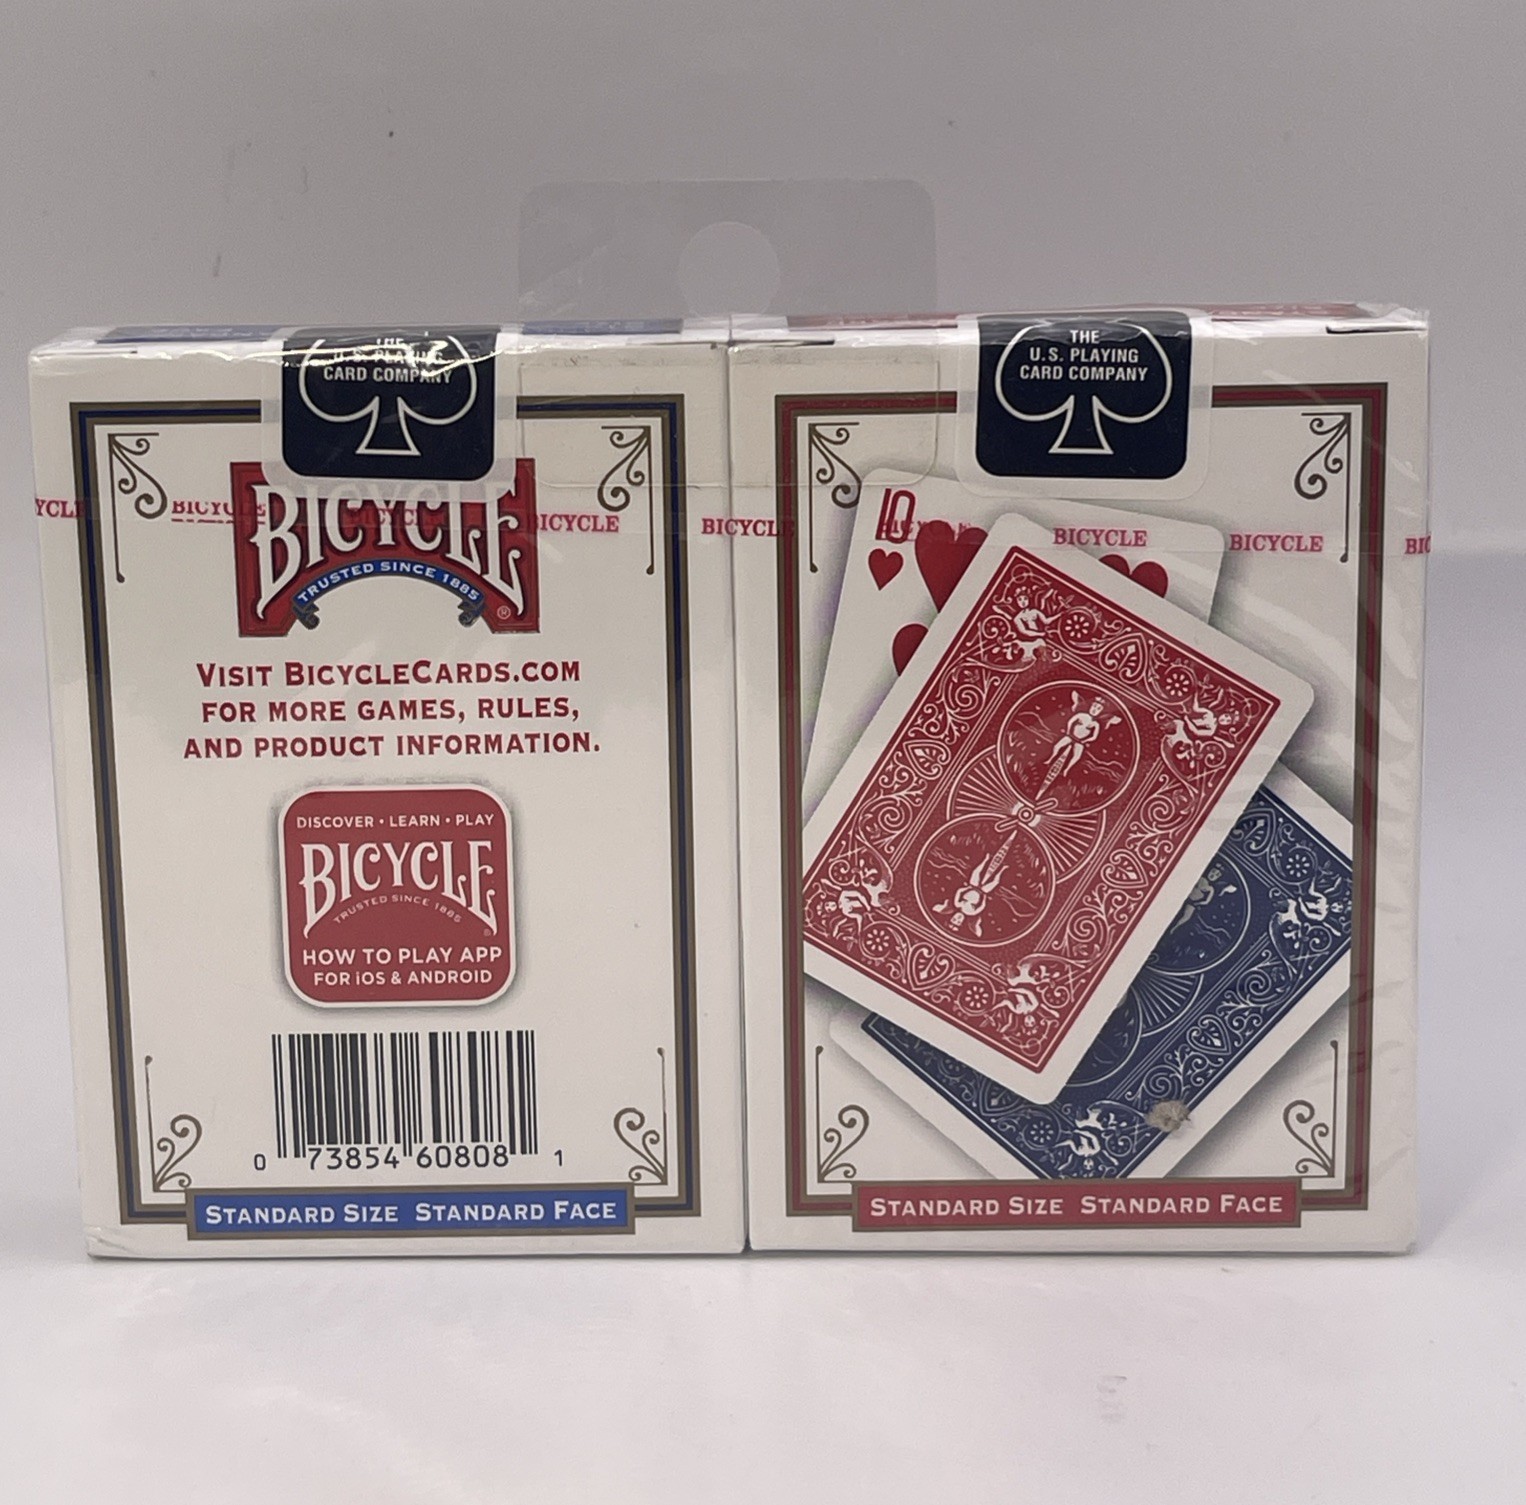 THE
U.S. PLAYING
CARD COMPANY
BICYCLE
TRUSTED SINCE 1885
®
VISIT BICYCLECARDS.COM
FOR MORE GAMES, RULES,
AND PRODUCT INFORMATION.
DISCOVER • LEARN • PLAY
BICYCLE
TRUSTED SINCE 1885
HOW TO PLAY APP
FOR iOS & ANDROID
0 73854 60808 1
STANDARD SIZE STANDARD FACE
THE
U.S. PLAYING
CARD COMPANY
BICYCLE BICYCLE BICYCLE BICYCLE
10
STANDARD SIZE STANDARD FACE